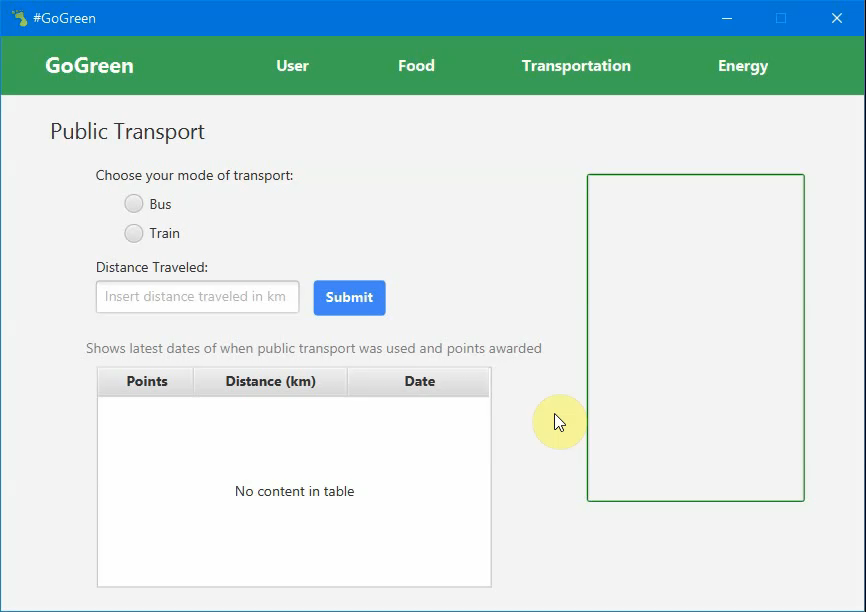 #GoGreen
GoGreen User Food Transportation Energy
Public Transport
Choose your mode of transport:
Bus
Train
Distance Traveled:
Insert distance traveled in km Submit
Shows latest dates of when public transport was used and points awarded
Points Distance (km) Date
No content in table